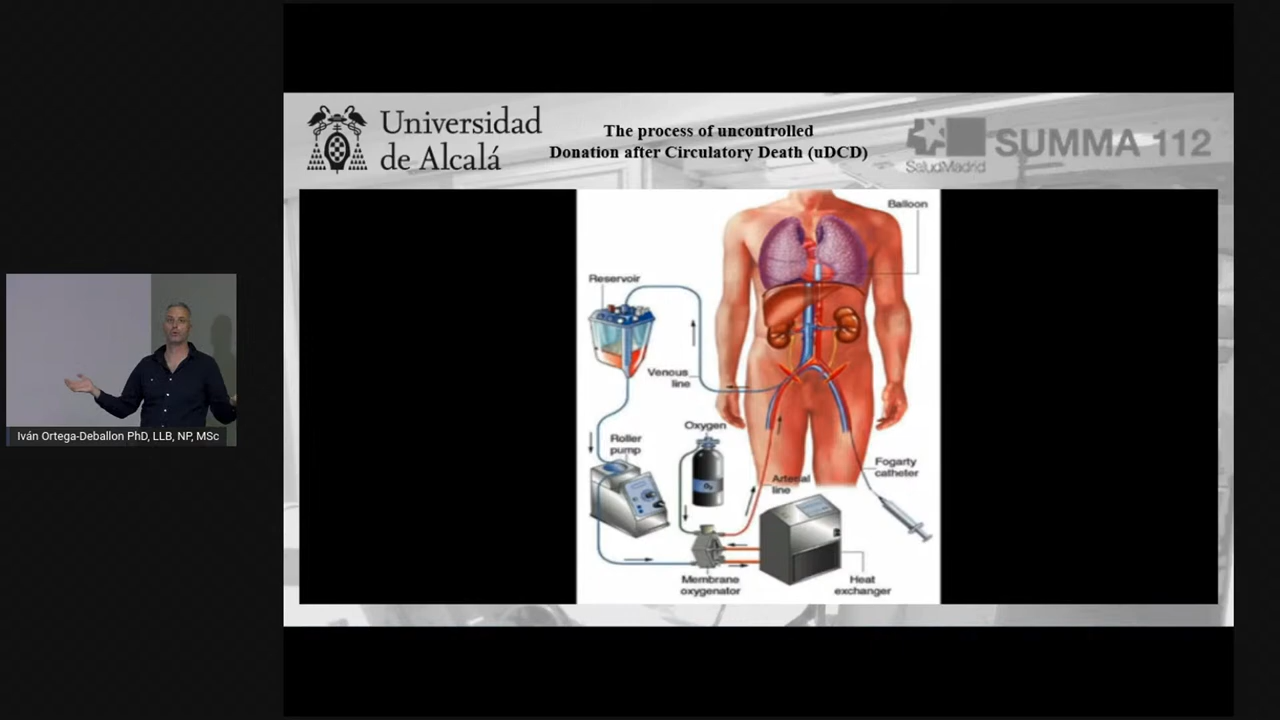 Universidad
de Alcalá
The process of uncontrolled
Donation after Circulatory Death (uDCD)
SaludMadrid
SUMMA 112
Balloon
Reservoir
Venous
line
Oxygen
Roller
pump
O₂
Arterial
line
Fogarty
catheter
Membrane
oxygenator
Heat
exchanger
Iván Ortega-Deballon PhD, LLB, NP, MSc